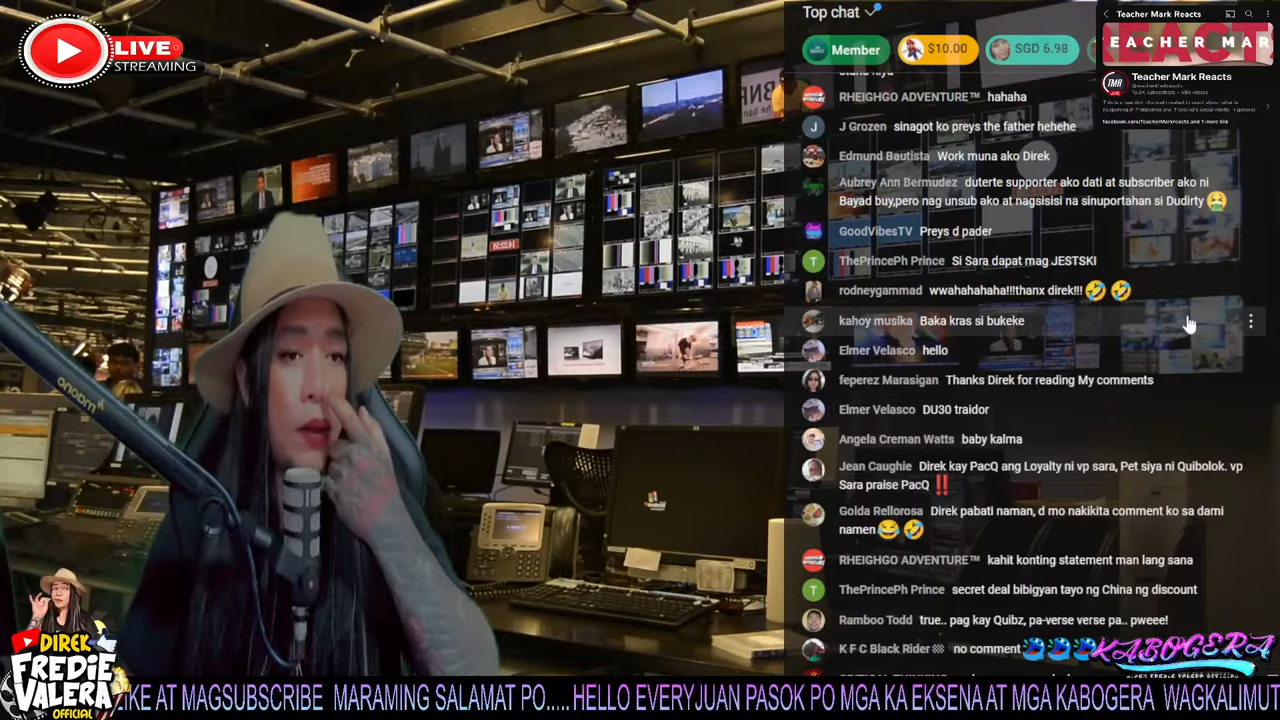 LIVE
STREAMING
Top chat
Member
$10.00
SGD 6.98
Teacher Mark Reacts
EACHER MAR
Teacher Mark Reacts
RHEIGHGO ADVENTURE™ hahaha
J Grozen sinagot ko preys the father hehehe
Edmund Bautista Work muna ako Direk
Aubrey Ann Bermudez duterte supporter ako dati at subscriber ako ni
Bayad buy,pero nag unsub ako at nagsisisi na sinuportahan si Dudirty 🤮
GoodVibesTV Preys d pader
ThePrincePh Prince Si Sara dapat mag JESTSKI
rodneygammad wwahahahaha!!!thanx direk!!! 🤣 🤣
kahoy musika Baka kras si bukeke
Elmer Velasco hello
feperez Marasigan Thanks Direk for reading My comments
Elmer Velasco DU30 traidor
Angela Creman Watts baby kalma
Jean Caughie Direk kay PacQ ang Loyalty ni vp sara, Pet siya ni Quibolok. vp
Sara praise PacQ ‼️
Golda Rellorosa Direk pabati naman, d mo nakikita comment ko sa dami
namen 😂 🤣
RHEIGHGO ADVENTURE™ kahit konting statement man lang sana
ThePrincePh Prince secret deal bibigyan tayo ng China ng discount
Ramboo Todd true.. pag kay Quibz, pa-verse verse pa.. pweee!
K F C Black Rider no comment
KABOGERA
DIREK
FREDIE
VALERA
OFFICIAL
IKE AT MAGSUBSCRIBE MARAMING SALAMAT PO..... HELLO EVERYJUAN PASOK PO MGA KA EKSENA AT MGA KABOGERA WAGKALIMUT
anoano